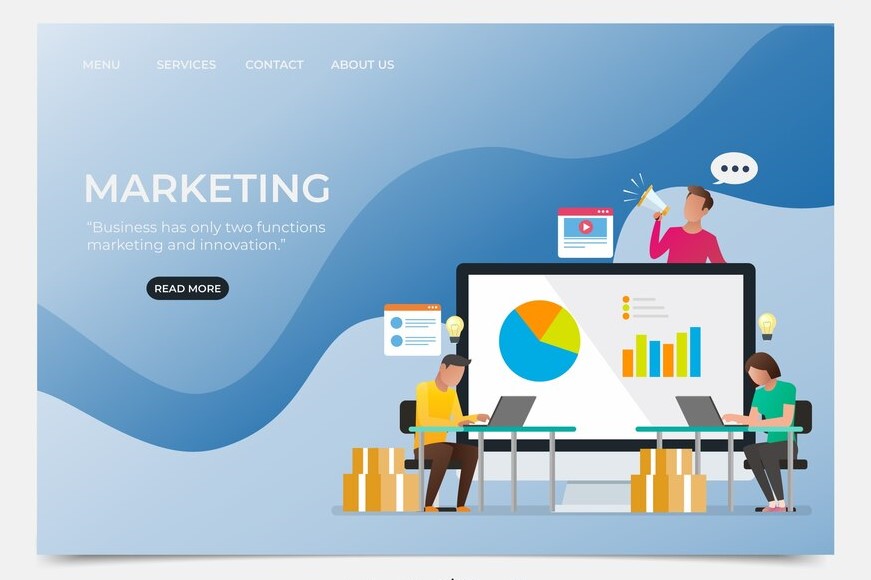 MENU SERVICES CONTACT ABOUT US
MARKETING
“Business has only two functions
marketing and innovation.”
READ MORE